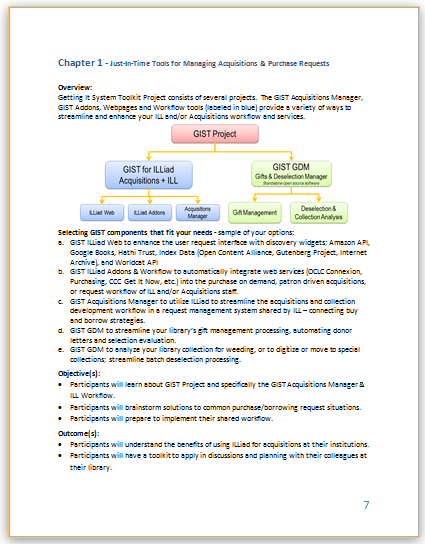 Chapter 1 - Just-In-Time Tools for Managing Acquisitions & Purchase Requests
Overview:
Getting It System Toolkit Project consists of several projects. The GIST Acquisitions Manager,
GIST Addons, Webpages and Workflow tools (labeled in blue) provide a variety of ways to
streamline and enhance your ILL and/or Acquisitions workflow and services.
GIST Project
GIST for ILLiad
Acquisitions + ILL
GIST GDM
Gifts & Deselection Manager
Standalone open source software
ILLiad Web
ILLiad Addons
Acquisitions
Manager
Gift Management
Deselection &
Collection Analysis
Selecting GIST components that fit your needs - sample of your options:
a. GIST ILLiad Web to enhance the user request interface with discovery widgets; Amazon API,
Google Books, Hathi Trust, Index Data (Open Content Alliance, Gutenberg Project, Internet
Archive), and Worldcat API
b. GIST ILLiad Addons & Workflow to automatically integrate web services (OCLC Connexion,
Purchasing, CCC Get It Now, etc.) into the purchase on demand, patron driven acquisitions,
or request workflow of ILL and/or Acquisitions staff.
c. GIST Acquisitions Manager to utilize ILLiad to streamline the acquisitions and collection
development workflow in a request management system shared by ILL – connecting buy
and borrow strategies.
d. GIST GDM to streamline your library's gift management processing, automating donor
letters and selection evaluation.
e. GIST GDM to analyze your library collection for weeding, or to digitize or move to special
collections; streamline batch deselection processing.
Objective(s):
• Participants will learn about GIST Project and specifically the GIST Acquisitions Manager &
ILL Workflow.
• Participants will brainstorm solutions to common purchase/borrowing request situations.
• Participants will prepare to implement their shared workflow.
Outcome(s):
• Participants will understand the benefits of using ILLiad for acquisitions at their institutions.
• Participants will have a toolkit to apply in discussions and planning with their colleagues at
their library.
7